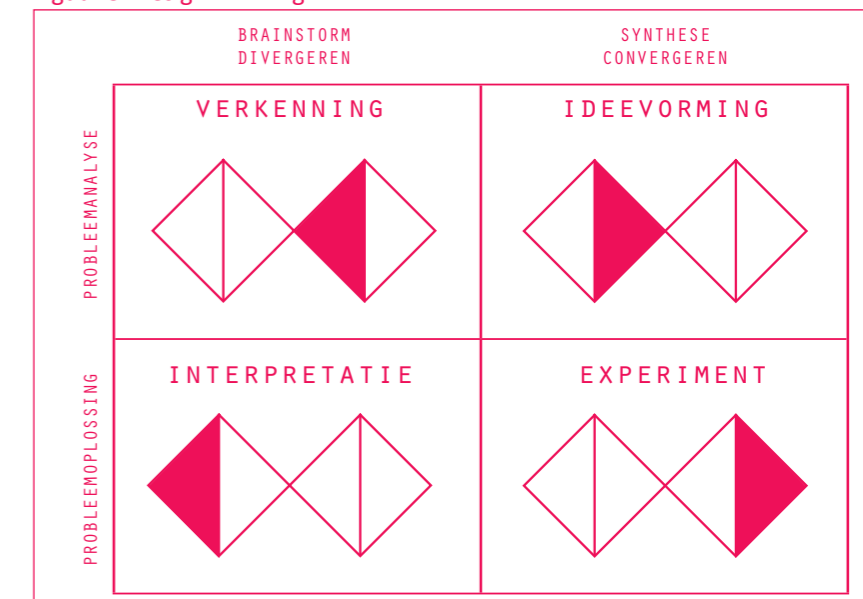 BRAINSTORM
DIVERGEREN
SYNTHESE
CONVERGEREN
PROBLEEMANALYSE
VERKENNING
IDEEVORMING
PROBLEEMOPLOSSING
INTERPRETATIE
EXPERIMENT